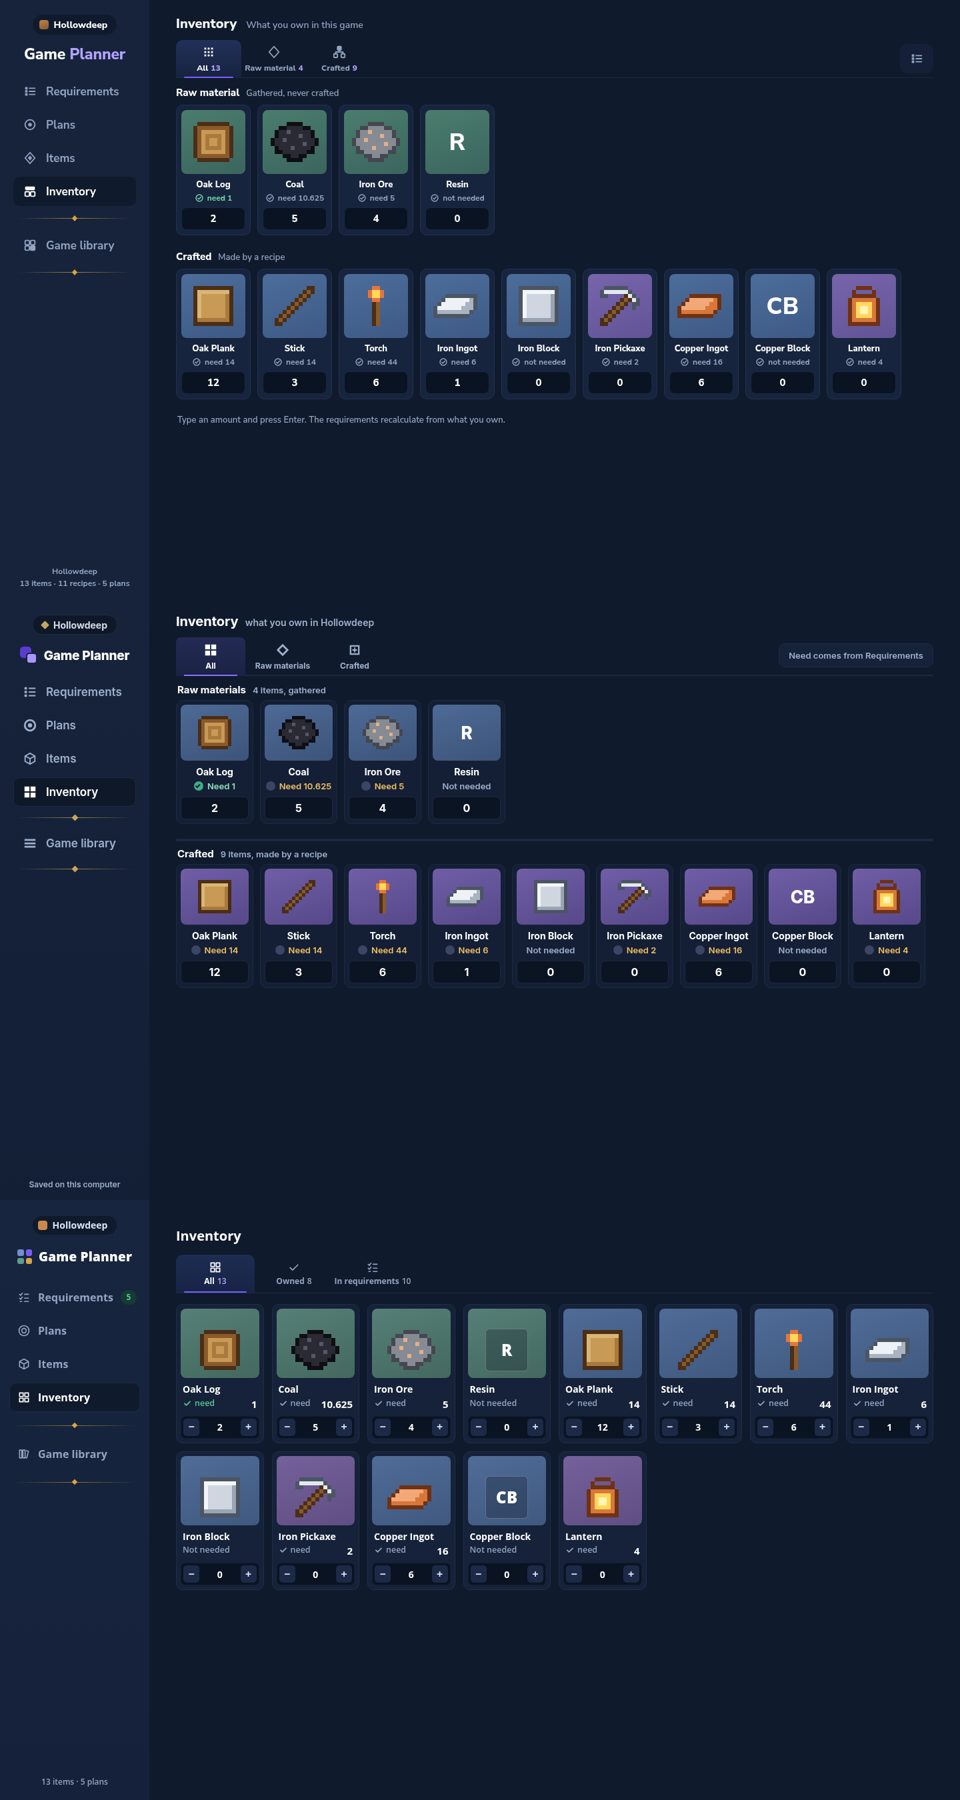 Hollowdeep
Game Planner
Requirements
Plans
Items
Inventory
Game library
Hollowdeep
13 items · 11 recipes · 5 plans
Inventory What you own in this game
All 13 Raw material 4 Crafted 9
Raw material Gathered, never crafted
Oak Log Coal Iron Ore R Resin
need 1 need 10.625 need 5 not needed
2 5 4 0
Crafted Made by a recipe
CB
Oak Plank Stick Torch Iron Ingot Iron Block Iron Pickaxe Copper Ingot Copper Block Lantern
need 14 need 14 need 44 need 6 not needed need 2 need 16 not needed need 4
12 3 6 1 0 0 6 0 0
Type an amount and press Enter. The requirements recalculate from what you own.
Hollowdeep
Game Planner
Requirements
Plans
Items
Inventory
Game library
Saved on this computer
Inventory what you own in Hollowdeep
All Raw materials Crafted
Need comes from Requirements
Raw materials 4 items, gathered
R
Oak Log Coal Iron Ore Resin
Need 1 Need 10.625 Need 5 Not needed
2 5 4 0
Crafted 9 items, made by a recipe
CB
Oak Plank Stick Torch Iron Ingot Iron Block Iron Pickaxe Copper Ingot Copper Block Lantern
Need 14 Need 14 Need 44 Need 6 Not needed Need 2 Need 16 Not needed Need 4
12 3 6 1 0 0 6 0 0
Hollowdeep
Game Planner
Requirements 5
Plans
Items
Inventory
Game library
13 items · 5 plans
Inventory
All 13 Owned 8 In requirements 10
R
Oak Log Coal Iron Ore Resin Oak Plank Stick Torch Iron Ingot
need 1 need 10.625 need 5 Not needed need 14 need 14 need 44 need 6
− 2 + − 5 + − 4 + − 0 + − 12 + − 3 + − 6 + − 1 +
CB
Iron Block Iron Pickaxe Copper Ingot Copper Block Lantern
Not needed need 2 need 16 Not needed need 4
− 0 + − 0 + − 6 + − 0 + − 0 +